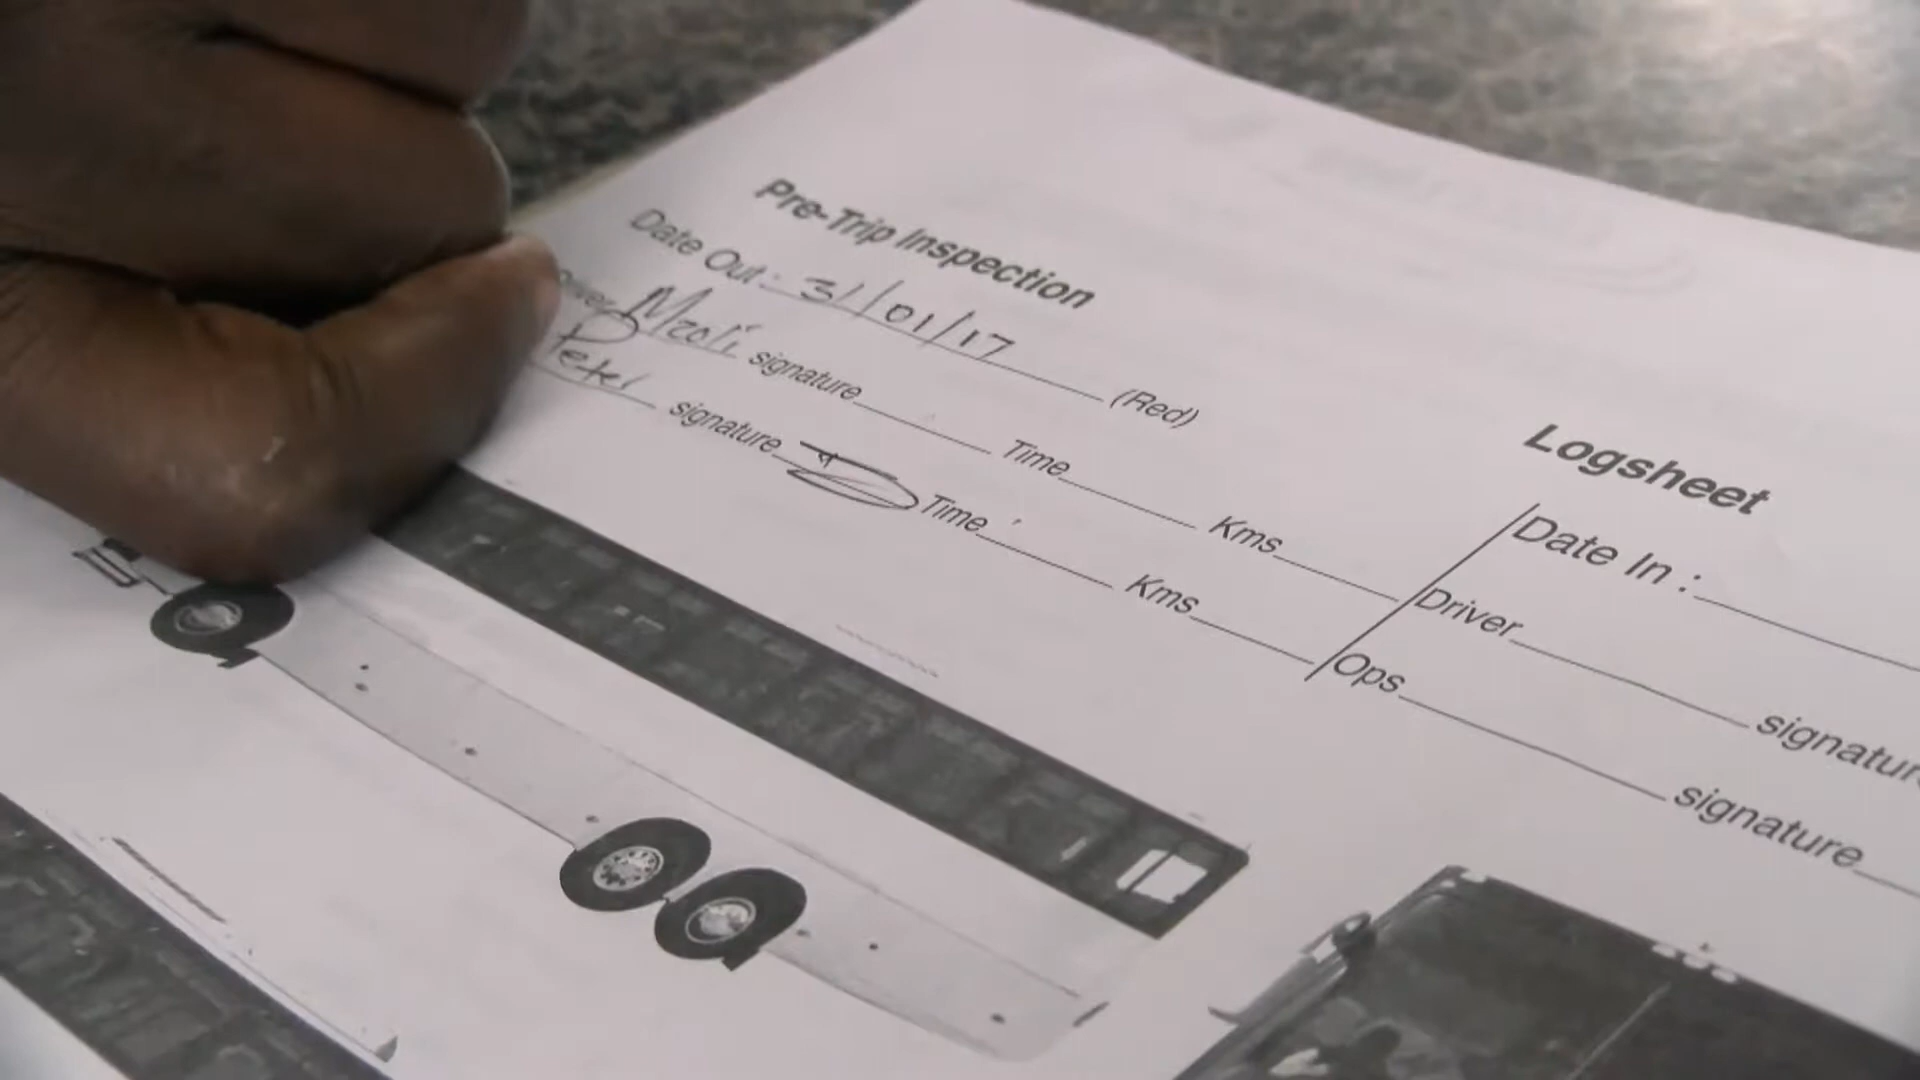 Pre-Trip Inspection
Date Out : 31/01/17 (Red)
Driver Mzoli signature Time Kms
Peter signature Time Kms
Logsheet
Date In :
Driver signature
Ops signature